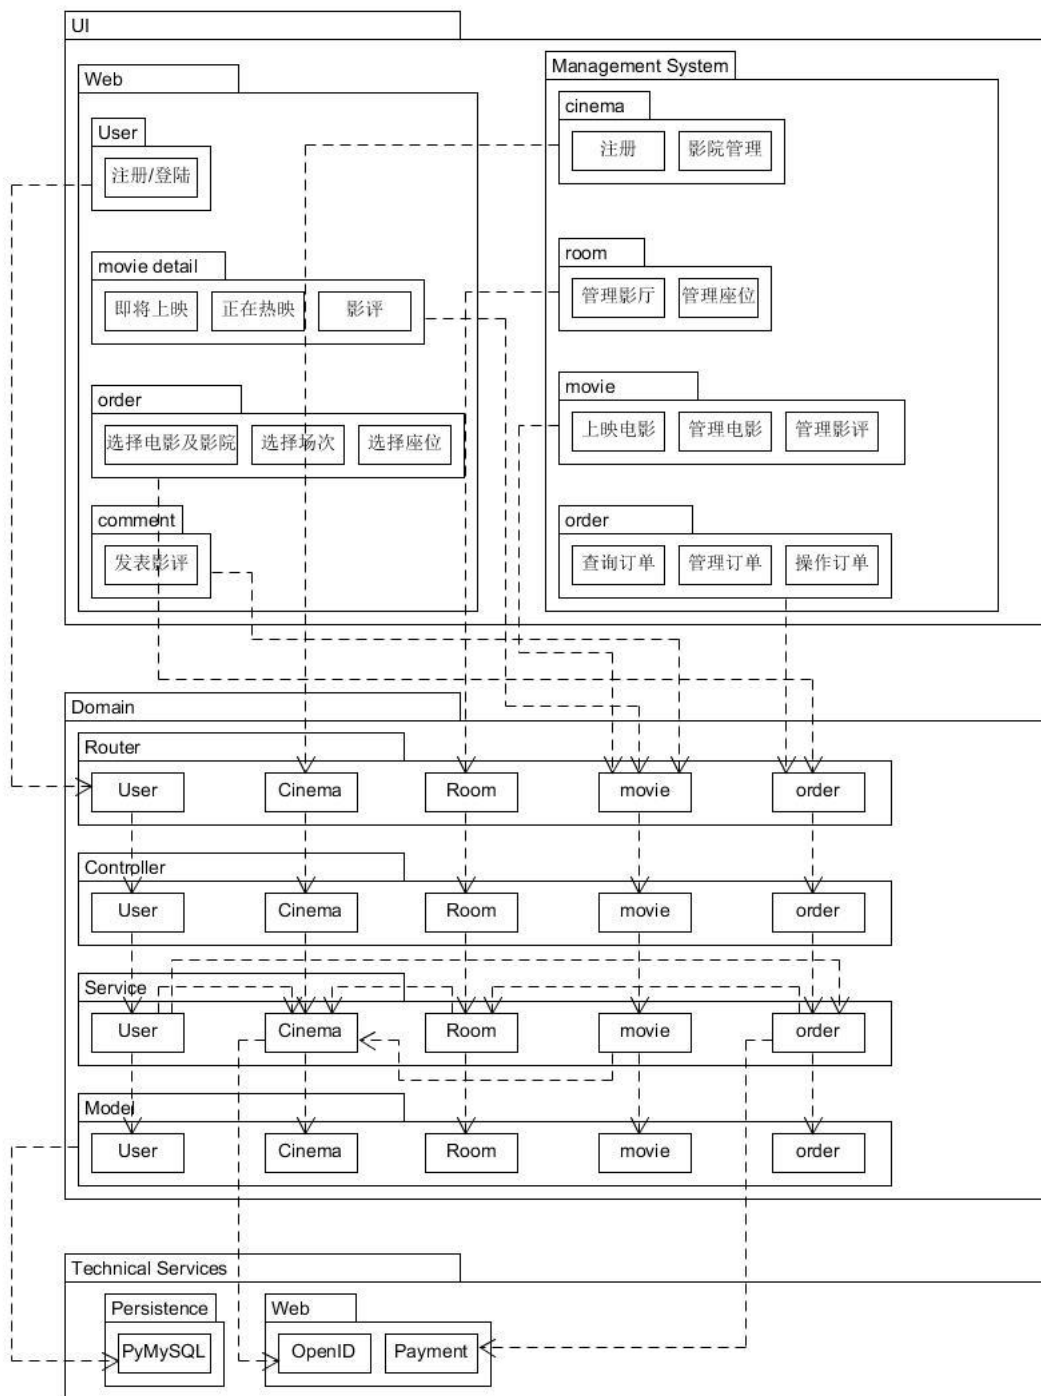 UI
Web
User
注册/登陆
movie detail
即将上映 正在热映 影评
order
选择电影及影院 选择场次 选择座位
comment
发表影评
Management System
cinema
注册 影院管理
room
管理影厅 管理座位
movie
上映电影 管理电影 管理影评
order
查询订单 管理订单 操作订单
Domain
Router
User Cinema Room movie order
Controller
User Cinema Room movie order
Service
User Cinema Room movie order
Model
User Cinema Room movie order
Technical Services
Persistence
PyMySQL
Web
OpenID Payment